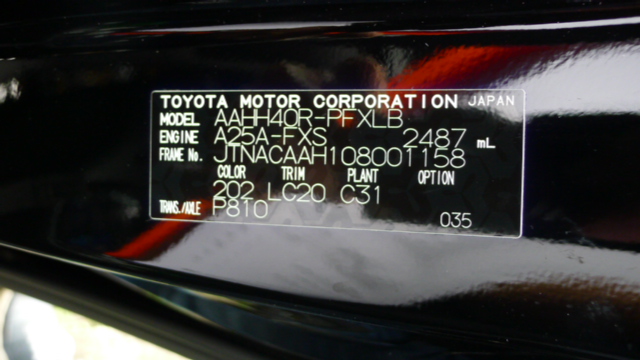 TOYOTA MOTOR CORPORATION JAPAN
MODEL AAHH40R-PFXLB
ENGINE A25A-FXS 2487 mL
FRAME No. JTNACAAH108001158
COLOR TRIM PLANT OPTION
202 LC20 C31
TRANS./AXLE P810 035